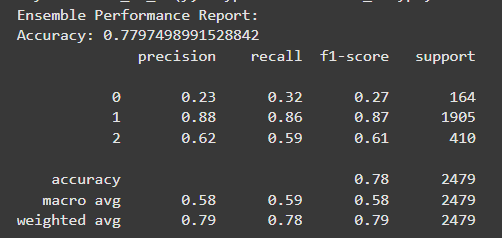 Ensemble Performance Report:
Accuracy: 0.7797498991528842
precision recall f1-score support
0 0.23 0.32 0.27 164
1 0.88 0.86 0.87 1905
2 0.62 0.59 0.61 410
accuracy 0.78 2479
macro avg 0.58 0.59 0.58 2479
weighted avg 0.79 0.78 0.79 2479